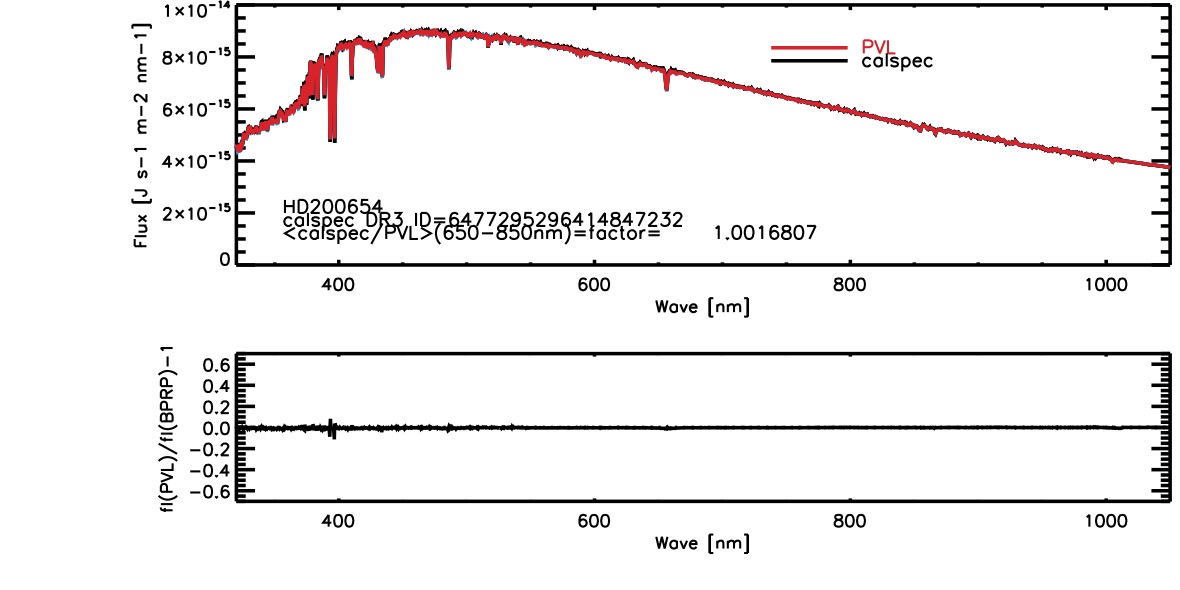 1×10−14
8×10−15
6×10−15
4×10−15
2×10−15
0
Flux [J s−1 m−2 nm−1]
PVL
calspec
HD200654
calspec DR3 ID=6477295296414847232
<calspec/PVL>(650−850nm)=factor= 1.0016807
400 600 800 1000
Wave [nm]
0.6
0.4
0.2
0.0
−0.2
−0.4
−0.6
fl(PVL)/fl(BPRP)−1
400 600 800 1000
Wave [nm]